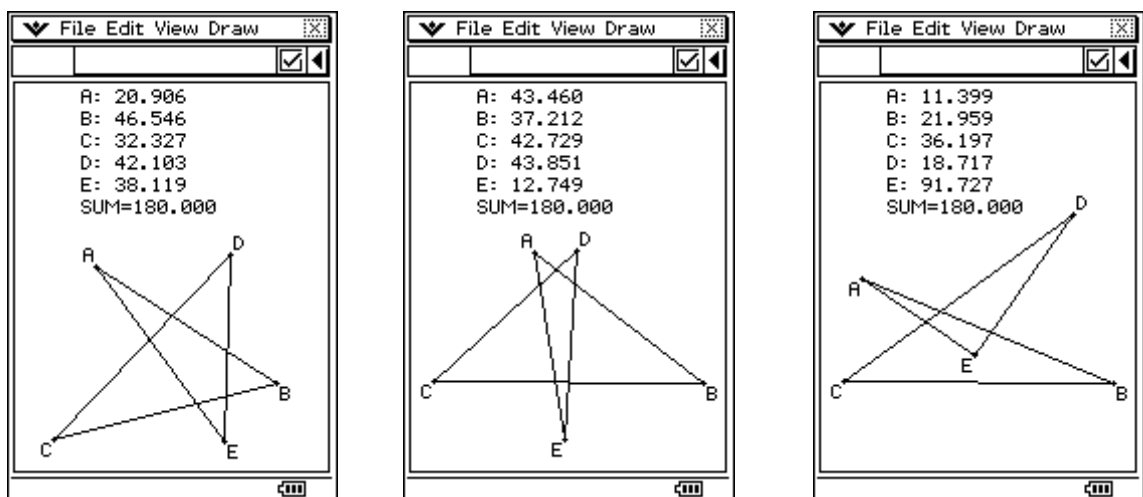 File Edit View Draw
A: 20.906
B: 46.546
C: 32.327
D: 42.103
E: 38.119
SUM=180.000
A
D
B
C
E
File Edit View Draw
A: 43.460
B: 37.212
C: 42.729
D: 43.851
E: 12.749
SUM=180.000
A
D
C
B
E
File Edit View Draw
A: 11.399
B: 21.959
C: 36.197
D: 18.717
E: 91.727
SUM=180.000
D
A
E
C
B